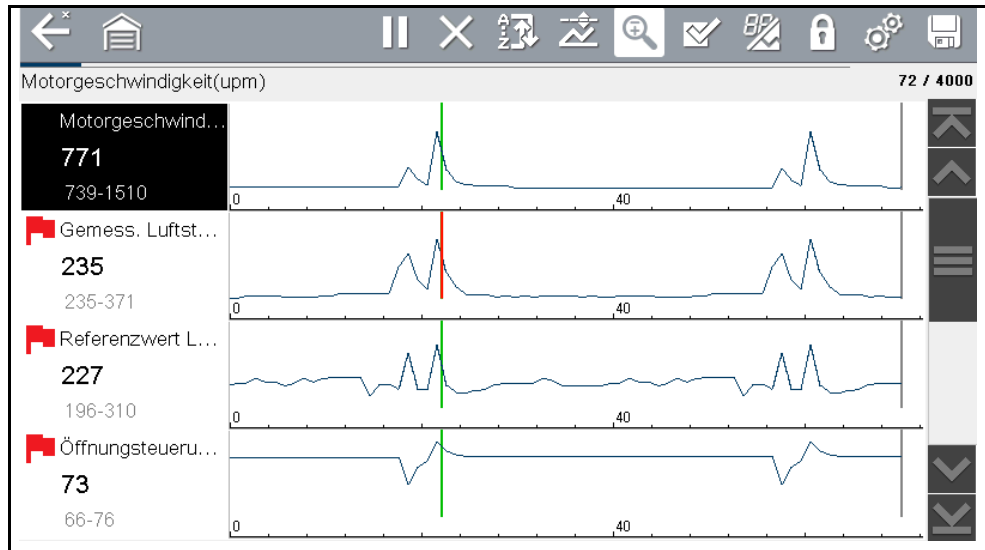 Motorgeschwindigkeit(upm)
72 / 4000
Motorgeschwind...
771
739-1510
0
40
Gemess. Luftst...
235
235-371
0
40
Referenzwert L...
227
196-310
0
40
Öffnungsteueru...
73
66-76
0
40